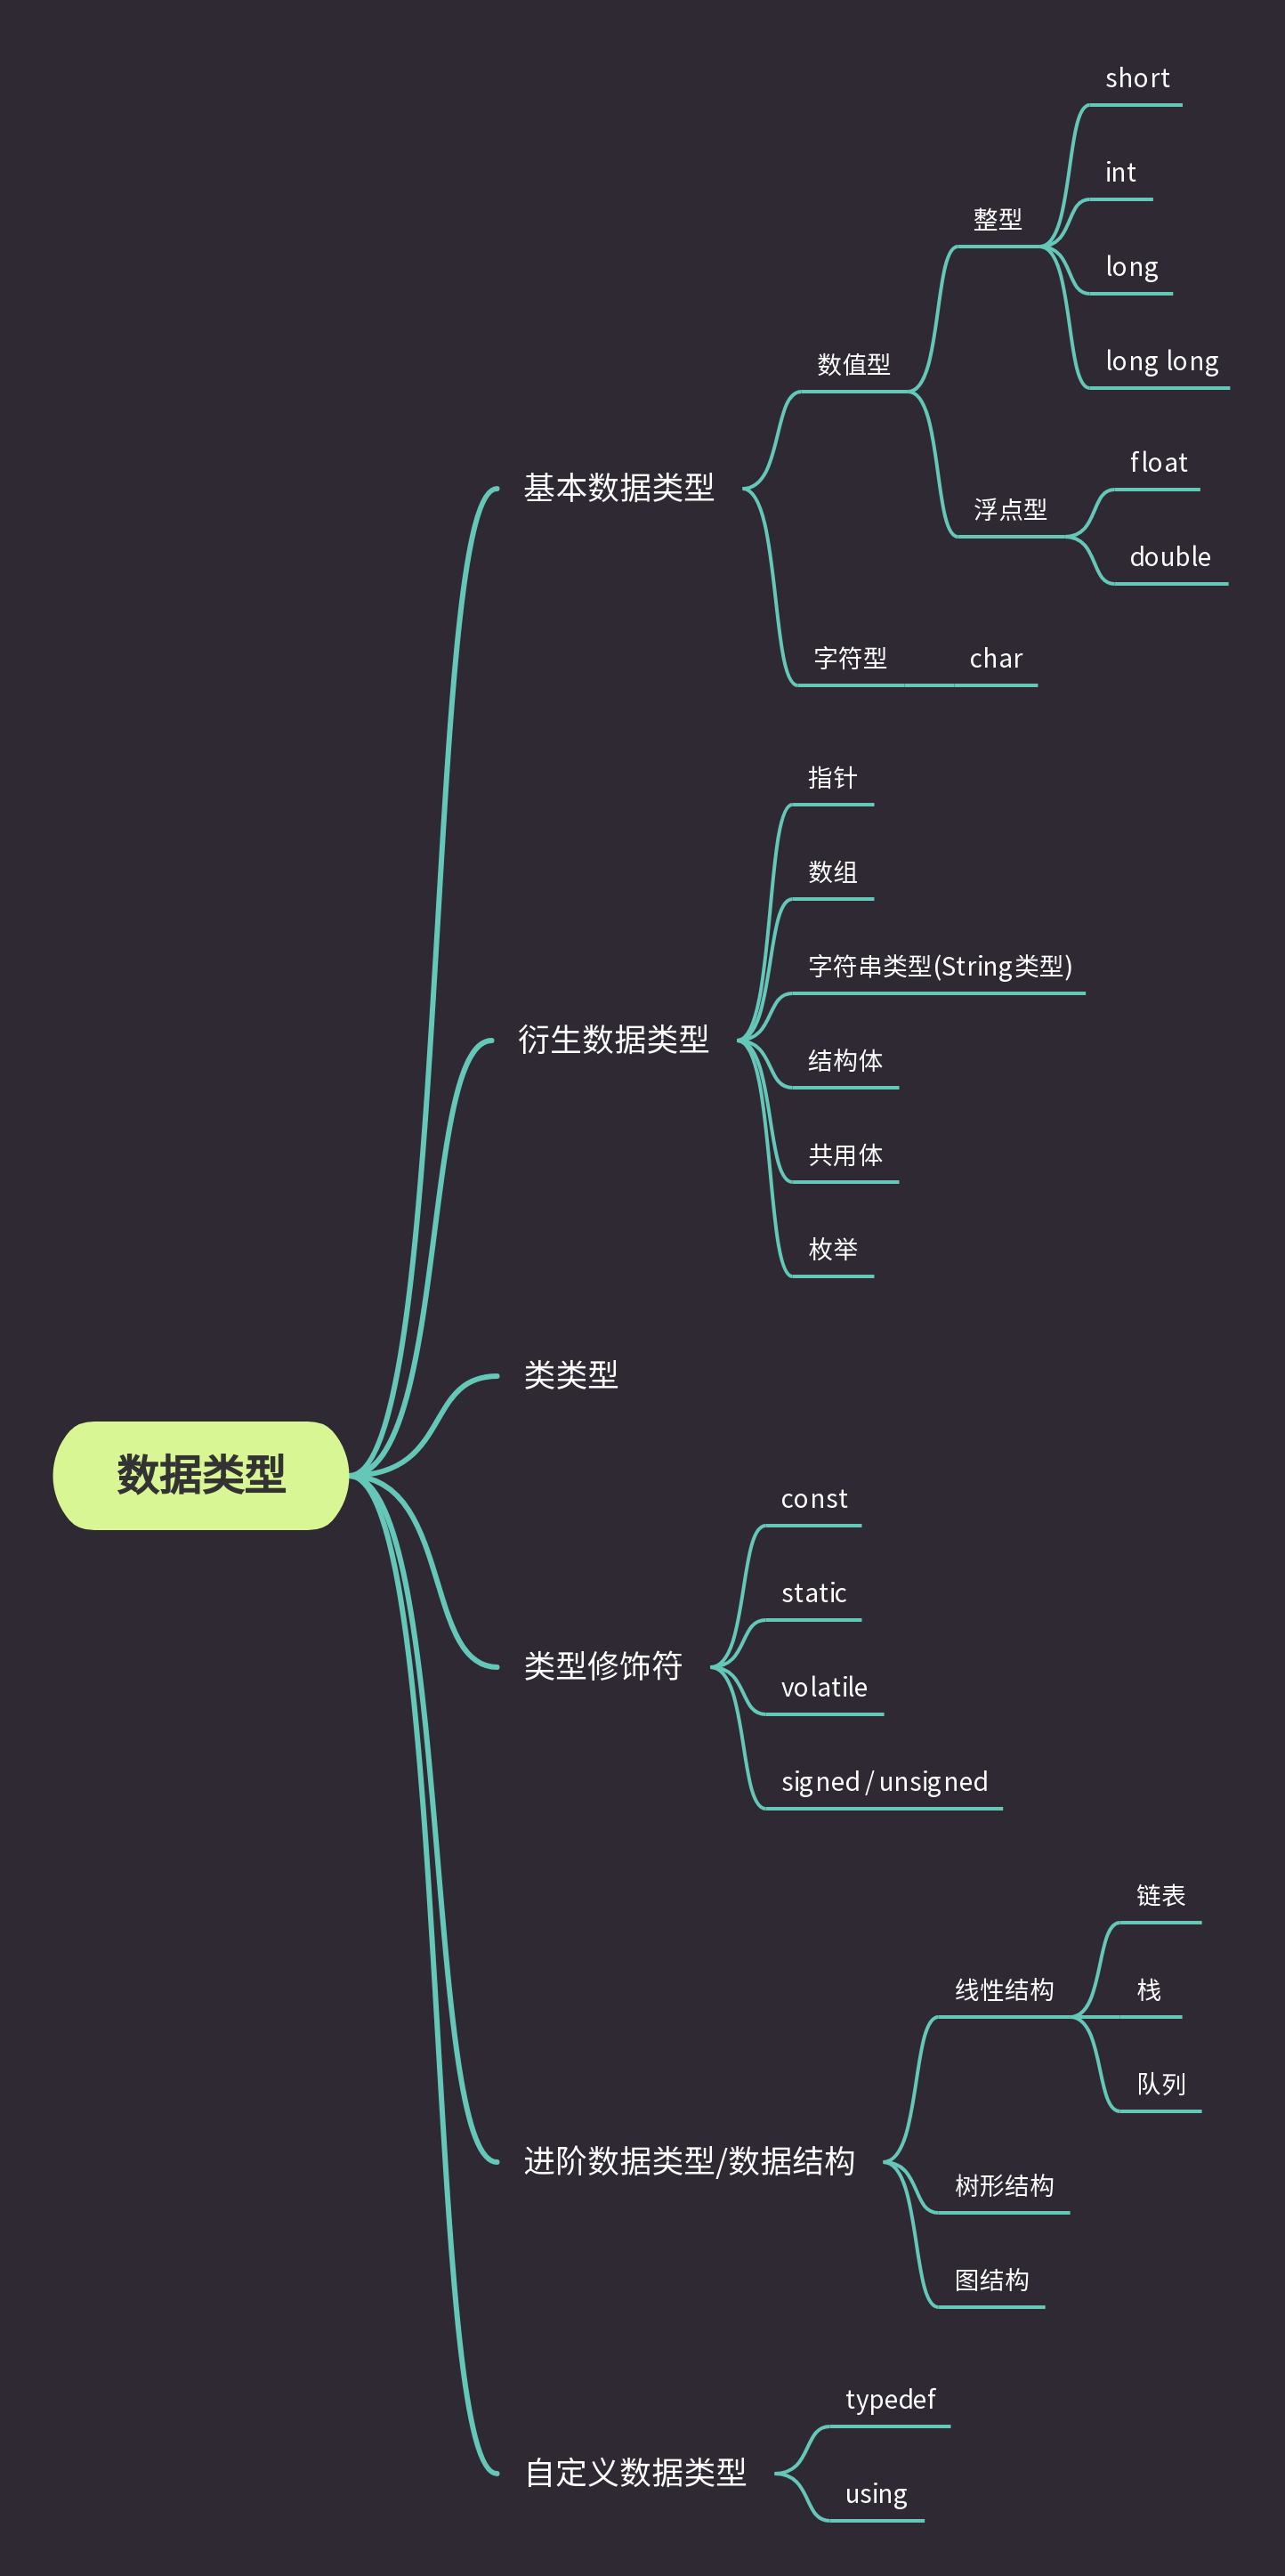 short
int
整型
long
long long
数值型
float
基本数据类型
浮点型
double
字符型
char
指针
数组
字符串类型(String类型)
衍生数据类型
结构体
共用体
枚举
类类型
数据类型
const
static
类型修饰符
volatile
signed / unsigned
链表
线性结构
栈
队列
进阶数据类型/数据结构
树形结构
图结构
typedef
自定义数据类型
using